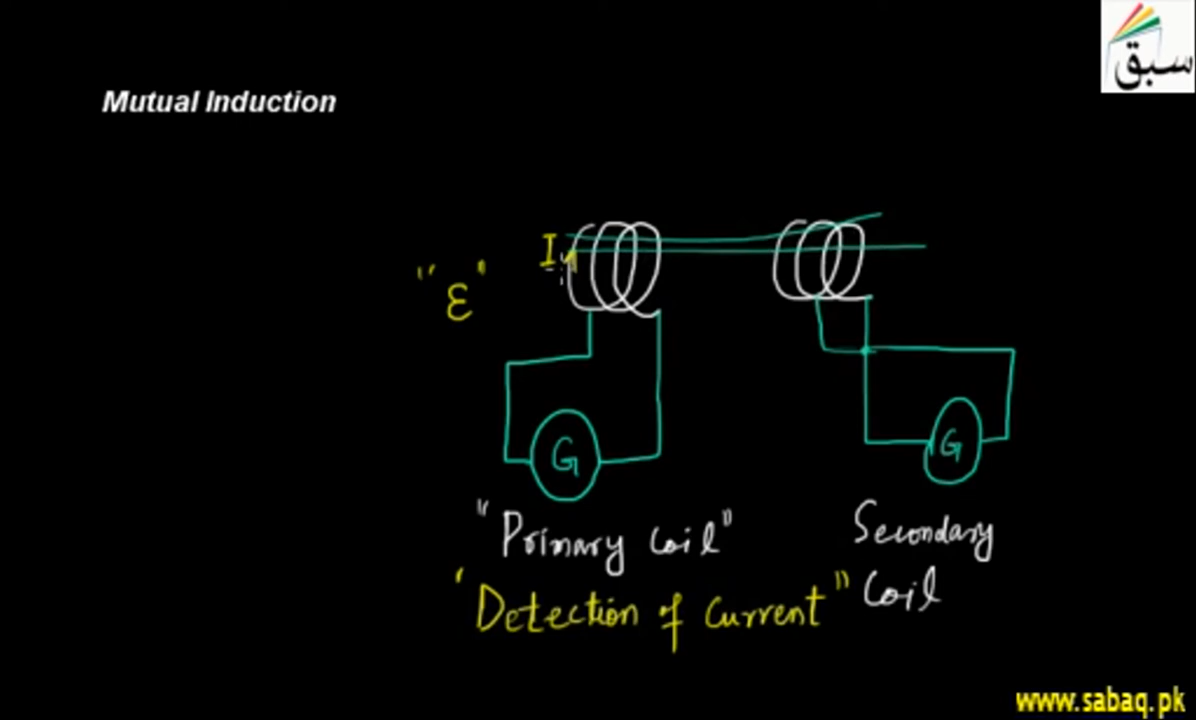 سبق
Mutual Induction
I
"ε"
G
G
"Primary Coil"
Secondary
Coil
'Detection of Current"
www.sabaq.pk